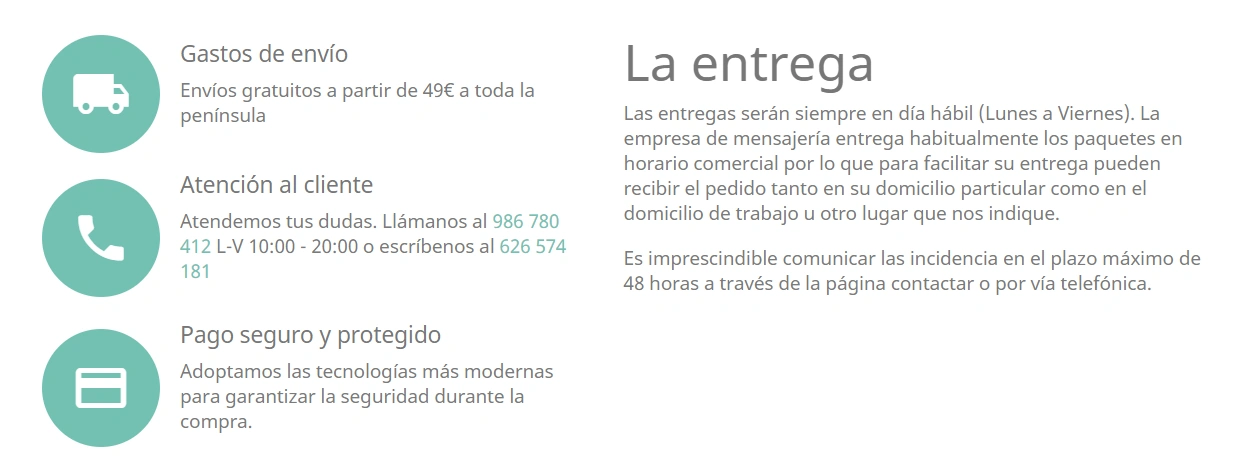 Gastos de envío
Envíos gratuitos a partir de 49€ a toda la
península
Atención al cliente
Atendemos tus dudas. Llámanos al 986 780
412 L-V 10:00 - 20:00 o escríbenos al 626 574
181
Pago seguro y protegido
Adoptamos las tecnologías más modernas
para garantizar la seguridad durante la
compra.
La entrega
Las entregas serán siempre en día hábil (Lunes a Viernes). La
empresa de mensajería entrega habitualmente los paquetes en
horario comercial por lo que para facilitar su entrega pueden
recibir el pedido tanto en su domicilio particular como en el
domicilio de trabajo u otro lugar que nos indique.
Es imprescindible comunicar las incidencia en el plazo máximo de
48 horas a través de la página contactar o por vía telefónica.